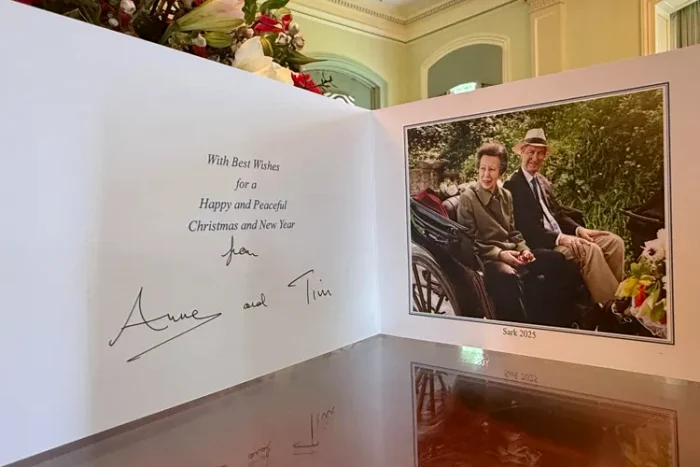 With Best Wishes
for a
Happy and Peaceful
Christmas and New Year
from
Anne and Tim
Sark 2025